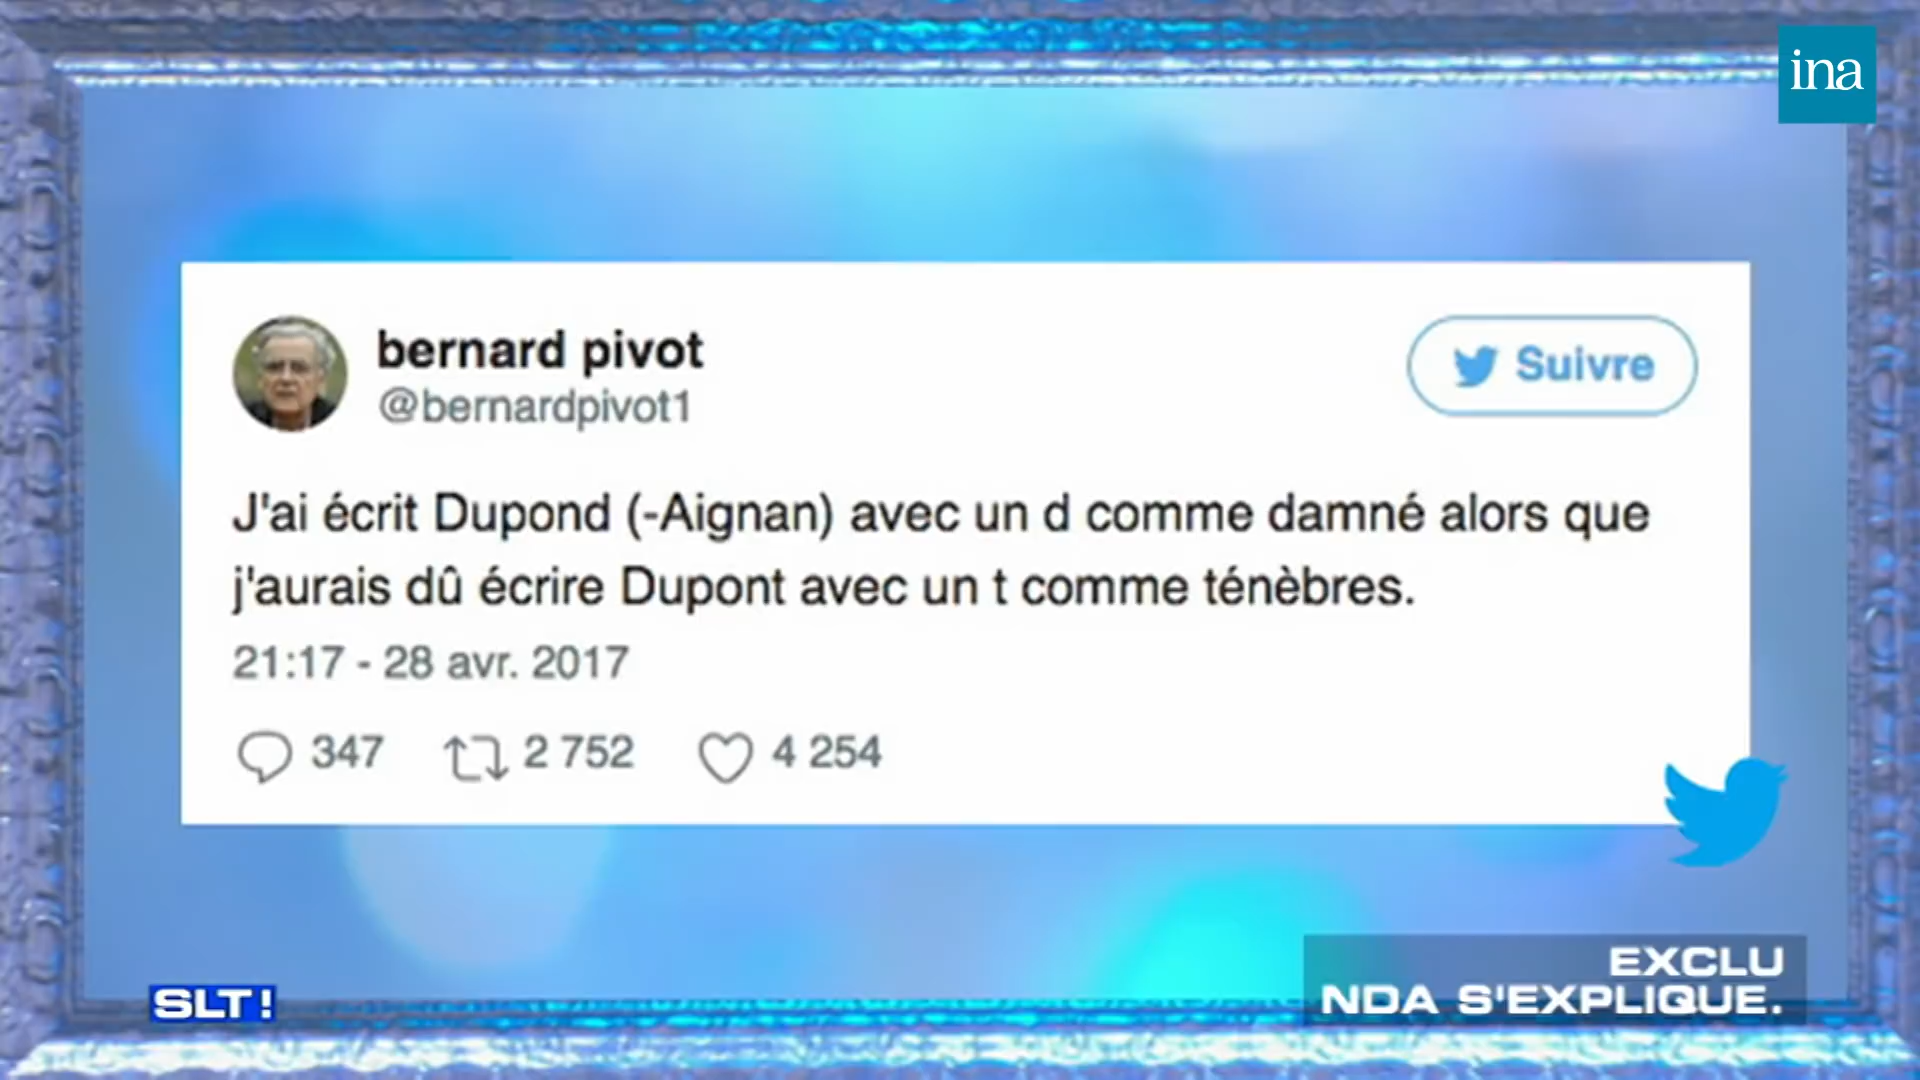 ina
bernard pivot
@bernardpivot1
Suivre
J'ai écrit Dupond (-Aignan) avec un d comme damné alors que
j'aurais dû écrire Dupont avec un t comme ténèbres.
21:17 - 28 avr. 2017
347 2 752 4 254
EXCLU
NDA S'EXPLIQUE.
SLT!